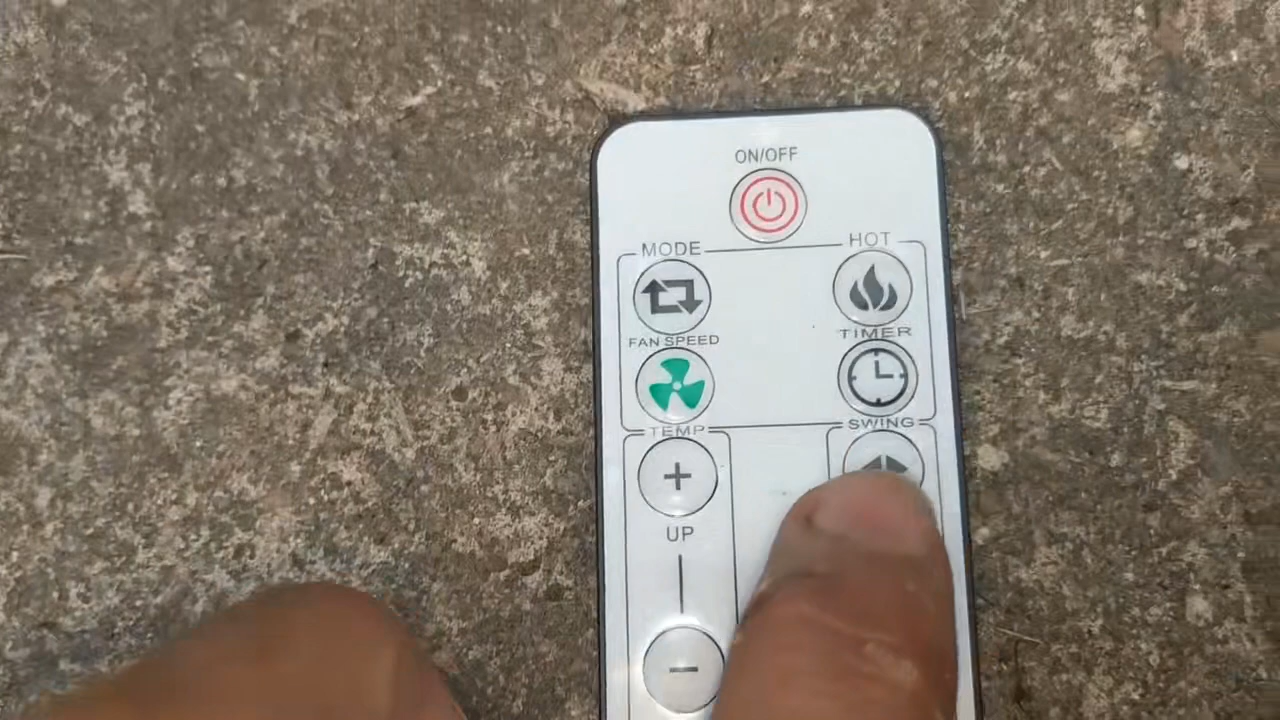 ON/OFF
MODE
HOT
FAN SPEED
TIMER
TEMP
SWING
+
UP
−